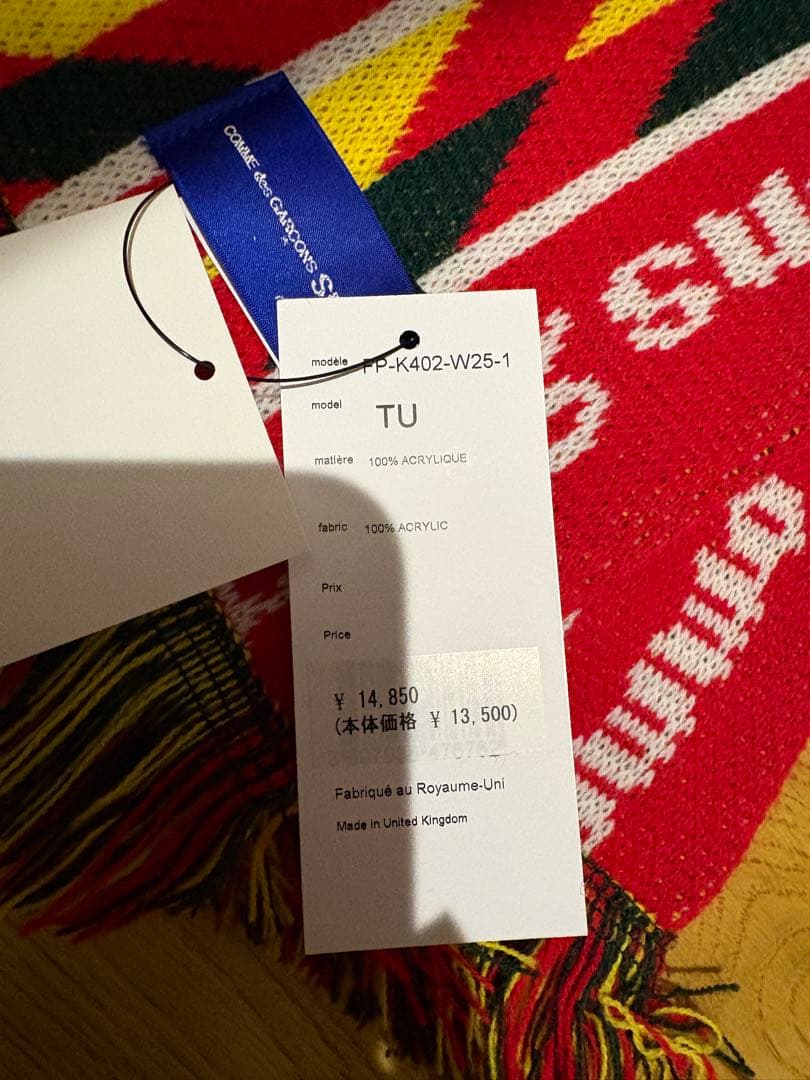 COMME des GARÇONS
modèle FP-K402-W25-1
model TU
matière 100% ACRYLIQUE
fabric 100% ACRYLIC
Prix
Price
¥ 14,850
(本体価格 ¥ 13,500)
Fabriqué au Royaume-Uni
Made in United Kingdom